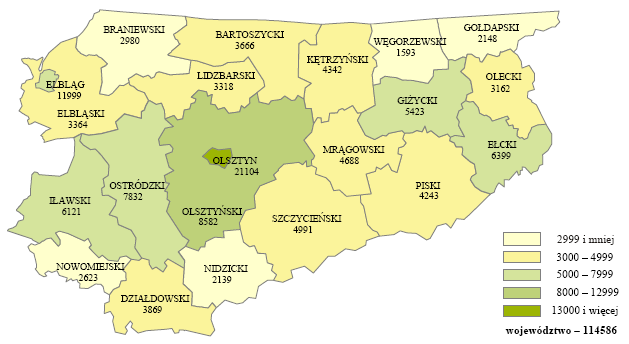 BRANIEWSKI
2980
BARTOSZYCKI
3666
KĘTRZYŃSKI
4342
WĘGORZEWSKI
1593
GOŁDAPSKI
2148
ELBLĄG
11999
LIDZBARSKI
3318
GIŻYCKI
5423
OLECKI
3162
ELBLĄSKI
3364
MRĄGOWSKI
4688
EŁCKI
6399
OLSZTYN
21104
OSTRÓDZKI
7832
PISKI
4243
IŁAWSKI
6121
OLSZTYŃSKI
8582
SZCZYCIEŃSKI
4991
NOWOMIEJSKI
2623
NIDZICKI
2139
DZIAŁDOWSKI
3869
2999 i mniej
3000 – 4999
5000 – 7999
8000 – 12999
13000 i więcej
województwo – 114586